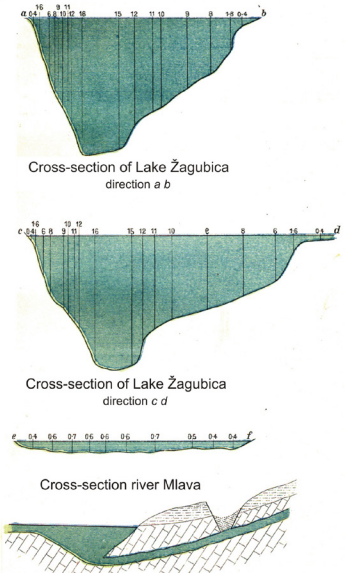 9 11
1·6 10 12
a 0·4 6 8 16 15 12 11 10 9 8 1·8 0·4 b
Cross-section of Lake Žagubica
direction a b
11
1·6 10 12
c 0·4 6 8 9 16 15 12 11 10 8 6 1·6 0·4 d
Cross-section of Lake Žagubica
direction c d
e 0·4 0·6 0·7 0·6 0·6 0·6 0·7 0·5 0·4 0·4 f
Cross-section river Mlava